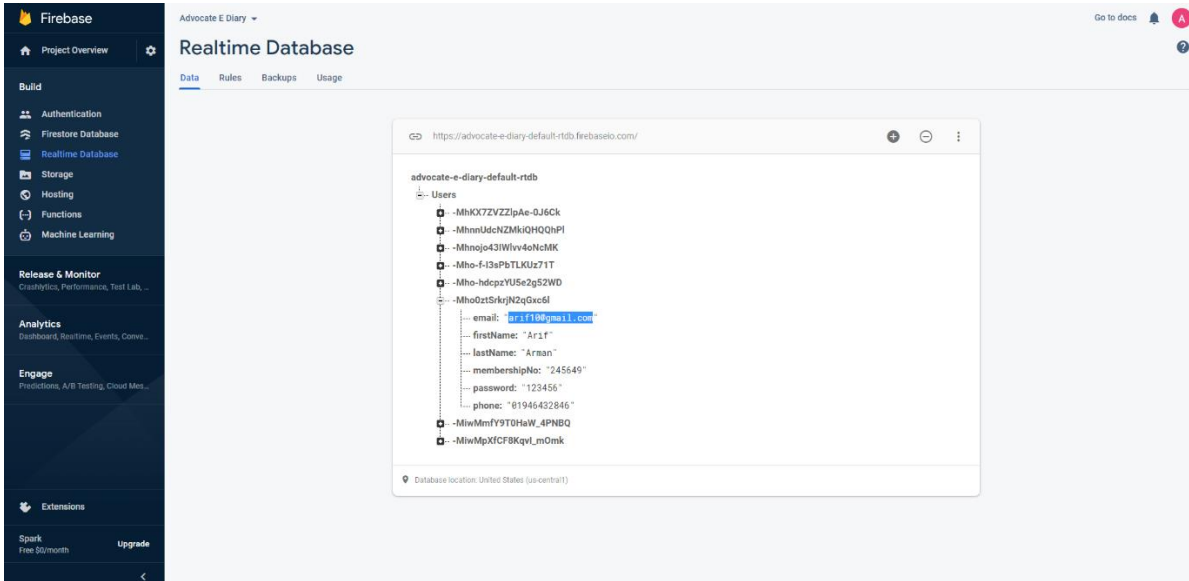 Firebase
Project Overview
Build
Authentication
Firestore Database
Realtime Database
Storage
Hosting
Functions
Machine Learning
Release & Monitor
Crashlytics, Performance, Test Lab, ...
Analytics
Dashboard, Realtime, Events, Conve...
Engage
Predictions, A/B Testing, Cloud Mes...
Extensions
Spark
Free $0/month
Upgrade
Advocate E Diary
Go to docs
A
Realtime Database
Data Rules Backups Usage
https://advocate-e-diary-default-rtdb.firebaseio.com/
advocate-e-diary-default-rtdb
Users
-MhKX7ZVZZlpAe-0J6Ck
-MhnnUdcNZMkiQHQQhPl
-Mhnojo43IWlvv4oNcMK
-Mho-f-I3sPbTLKUz71T
-Mho-hdcpzYU5e2g52WD
-Mho0ztSrkrjN2qGxc6l
email: "arif10@gmail.com"
firstName: "Arif"
lastName: "Arman"
membershipNo: "245649"
password: "123456"
phone: "01946432846"
-MiwMmfY9T0HaW_4PNBQ
-MiwMpXfCF8KqvI_mOmk
Database location: United States (us-central1)